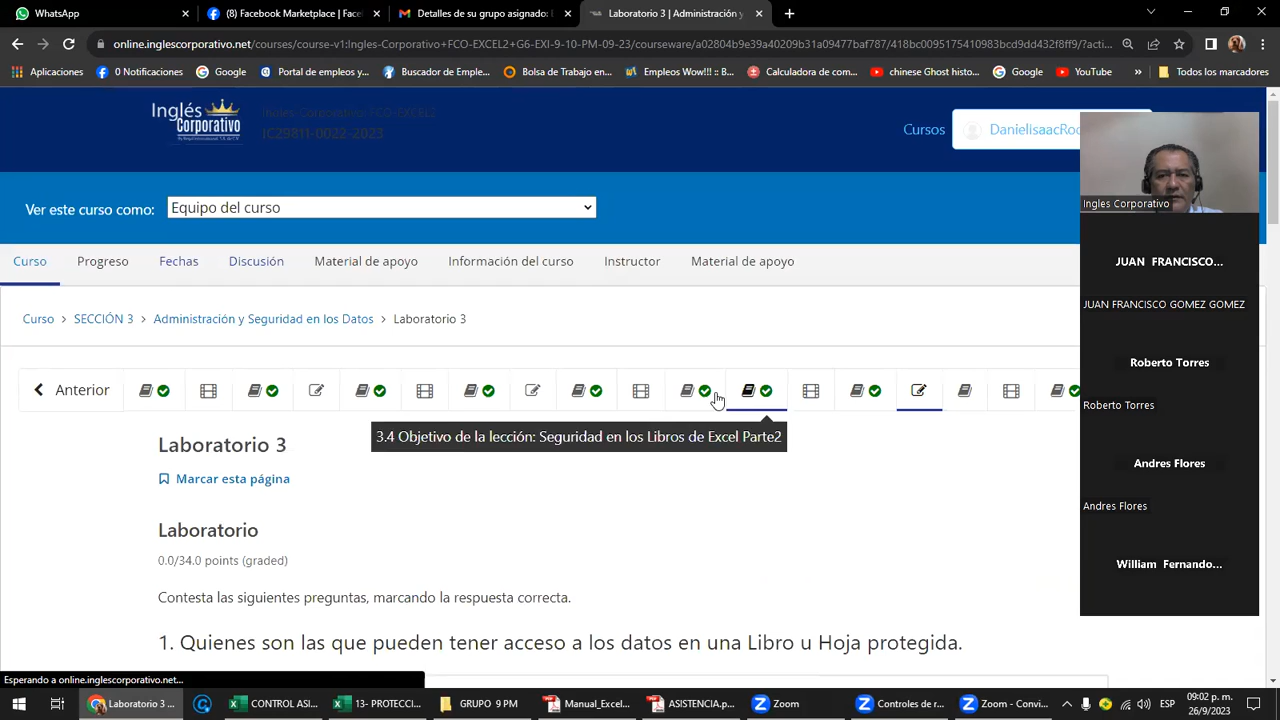 WhatsApp
(8) Facebook Marketplace | Face
Detalles de su grupo asignado: l
Laboratorio 3 | Administración y
online.inglescorporativo.net/courses/course-v1:Ingles-Corporativo+FCO-EXCEL2+G6-EXI-9-10-PM-09-23/courseware/a02804b9e39a40209b31a0977baf787/418bc0095175410983bcd9dd432f8ff9/?acti...
Aplicaciones
0 Notificaciones
Google
Portal de empleos y...
Buscador de Emple...
Bolsa de Trabajo en...
Empleos Wow!!! :: B...
Calculadora de com...
chinese Ghost histo...
Google
YouTube
»
Todos los marcadores
Inglés
Corporativo
Ingles-Corporativo FCO-EXCEL2
IC29811-0022-2023
Cursos
DanielisaacRo
Ver este curso como:
Equipo del curso
Curso
Progreso
Fechas
Discusión
Material de apoyo
Información del curso
Instructor
Material de apoyo
Curso > SECCIÓN 3 > Administración y Seguridad en los Datos > Laboratorio 3
Anterior
3.4 Objetivo de la lección: Seguridad en los Libros de Excel Parte2
Laboratorio 3
Marcar esta página
Laboratorio
0.0/34.0 points (graded)
Contesta las siguientes preguntas, marcando la respuesta correcta.
1. Quienes son las que pueden tener acceso a los datos en una Libro u Hoja protegida.
Ingles Corporativo
JUAN FRANCISCO...
JUAN FRANCISCO GOMEZ GOMEZ
Roberto Torres
Roberto Torres
Andres Flores
Andres Flores
William Fernando...
Esperando a online.inglescorporativo.net...
Laboratorio 3 ...
CONTROL ASI...
13- PROTECCI...
GRUPO 9 PM
Manual_Excel...
ASISTENCIA.p...
Zoom
Controles de r...
Zoom - Convi...
ESP
09:02 p. m.
26/9/2023